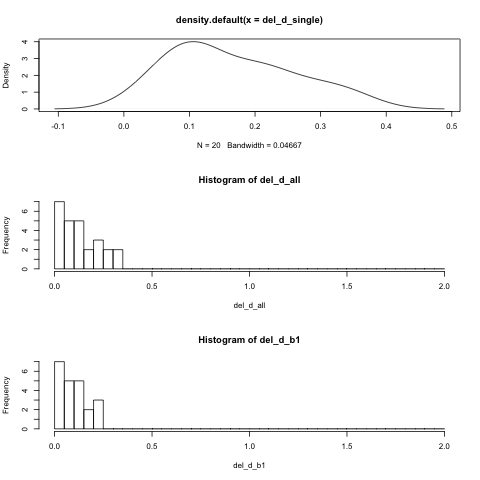 density.default(x = del_d_single)
Density
0 1 2 3 4
-0.1 0.0 0.1 0.2 0.3 0.4 0.5
N = 20 Bandwidth = 0.04667
Histogram of del_d_all
Frequency
0 2 4 6
0.0 0.5 1.0 1.5 2.0
del_d_all
Histogram of del_d_b1
Frequency
0 2 4 6
0.0 0.5 1.0 1.5 2.0
del_d_b1